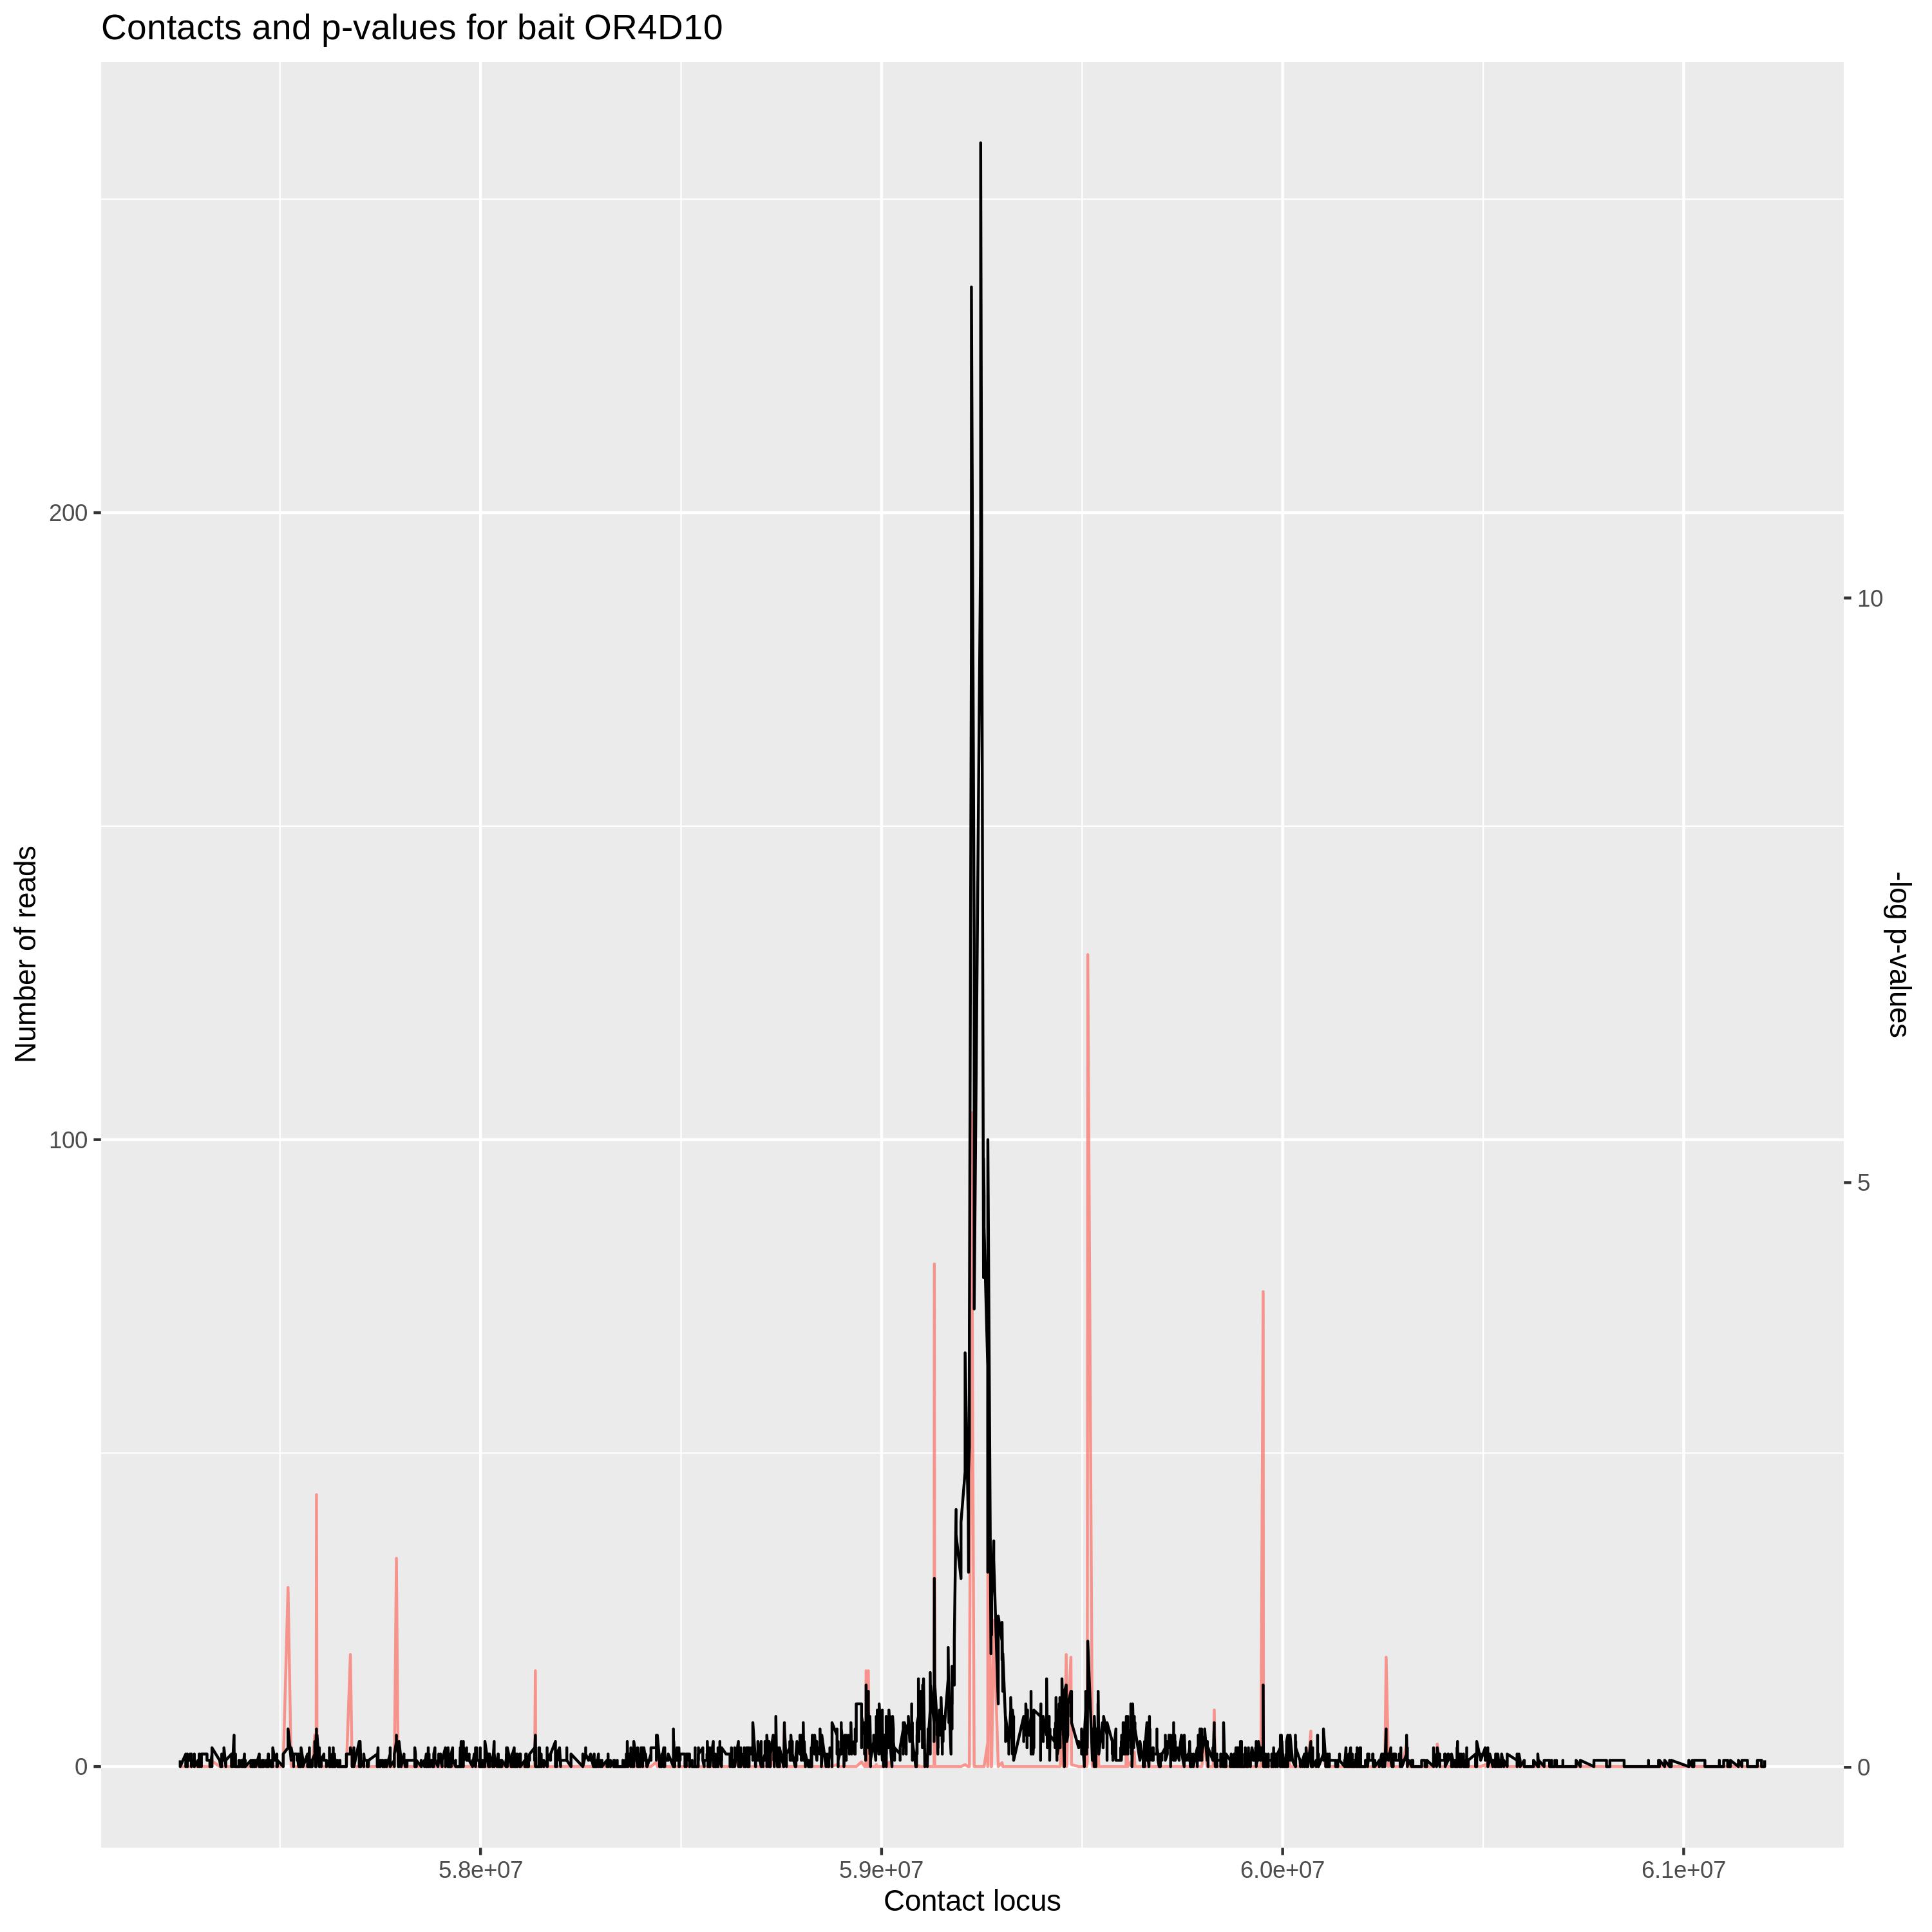 Contacts and p-values for bait OR4D10
Number of reads
200
100
0
10
5
0
-log p-values
5.8e+07
5.9e+07
6.0e+07
6.1e+07
Contact locus